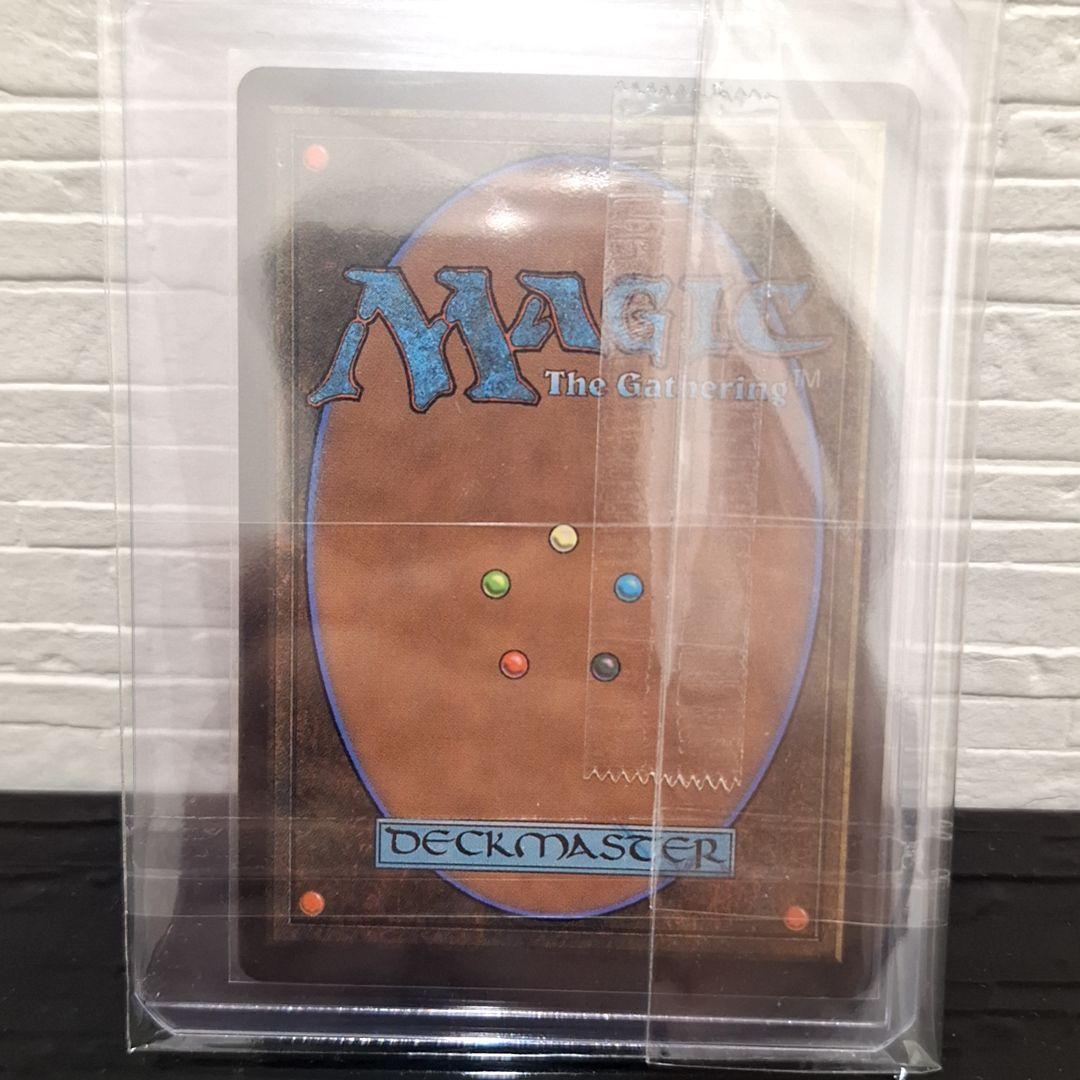 MAGIC
The Gathering™
DECKMASTER